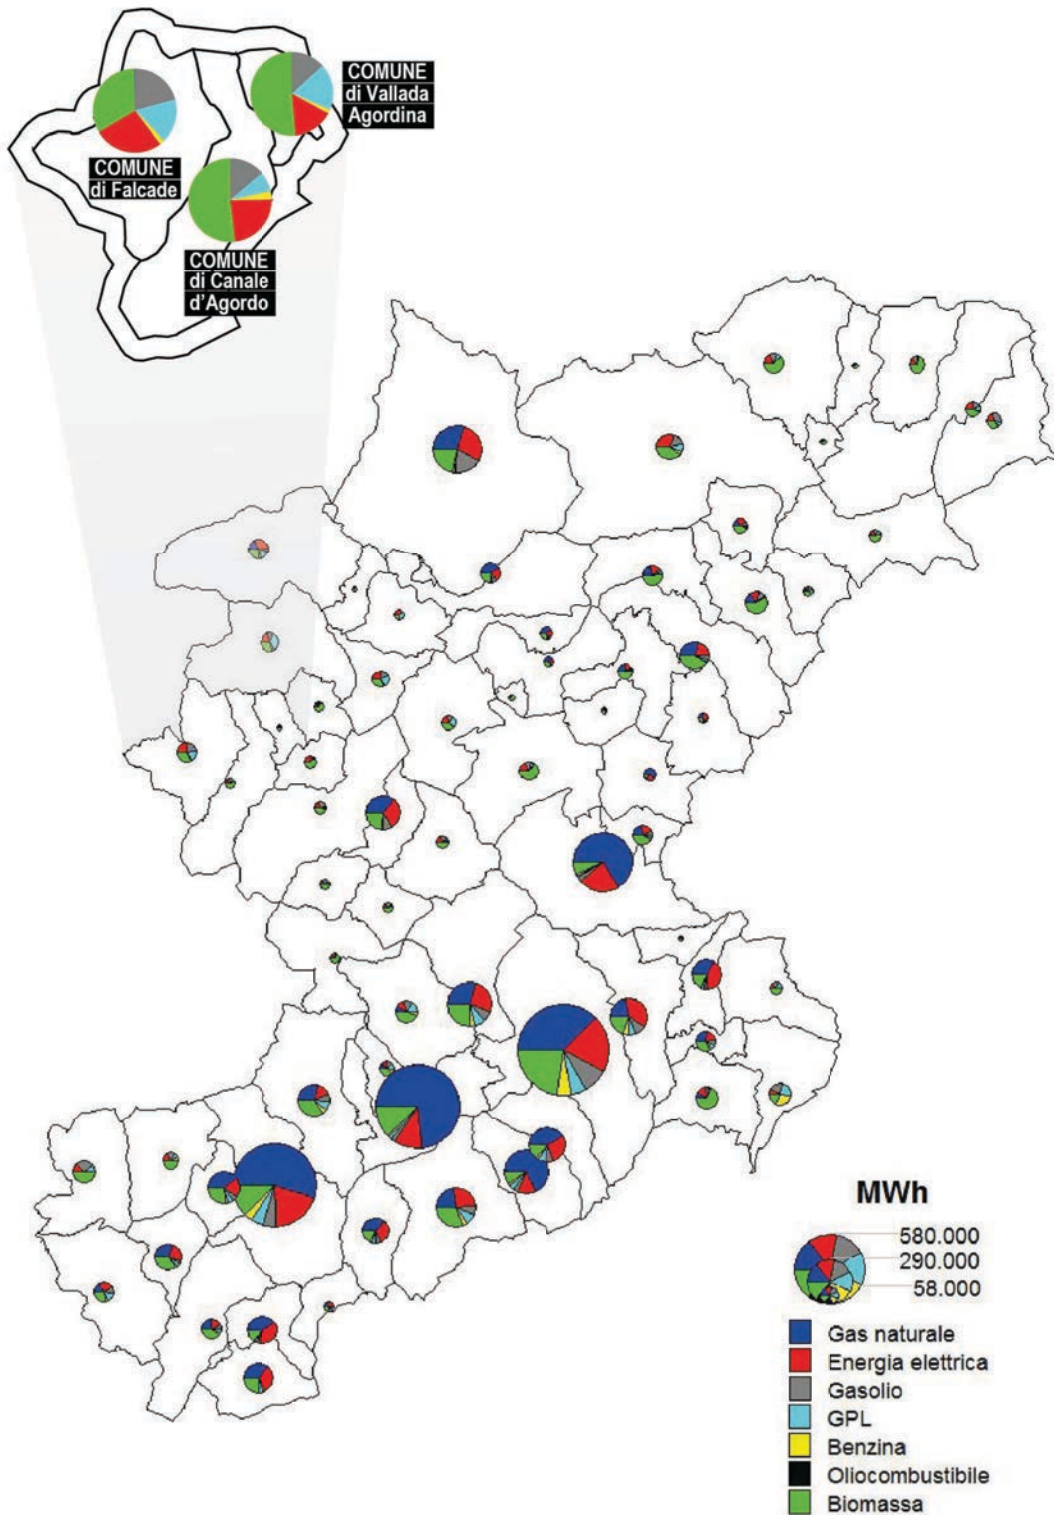 COMUNE
di Vallada
Agordina
COMUNE
di Falcade
COMUNE
di Canale
d'Agordo
MWh
580.000
290.000
58.000
Gas naturale
Energia elettrica
Gasolio
GPL
Benzina
Oliocombustibile
Biomassa